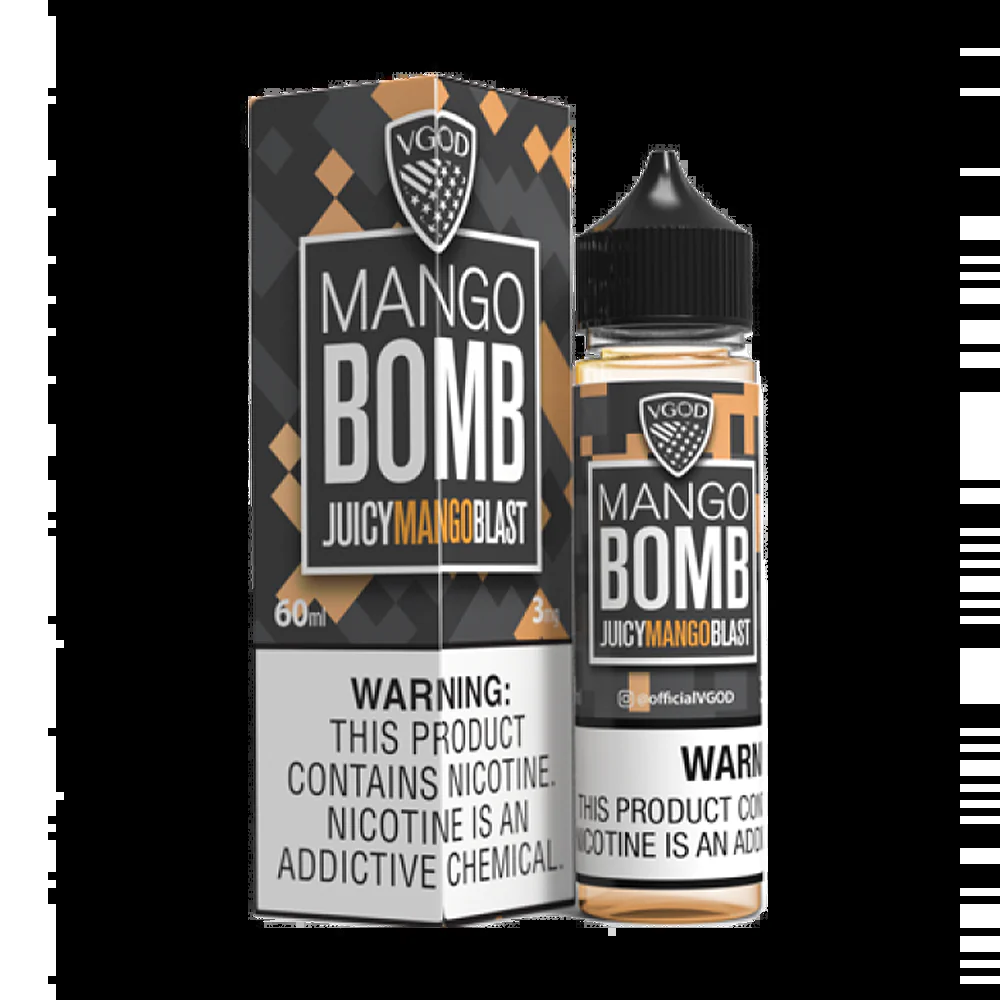 VGOD
MANGO
BOMB
JUICYMANGOBLAST
60ml
3mg
WARNING:
THIS PRODUCT
CONTAINS NICOTINE.
NICOTINE IS AN
ADDICTIVE CHEMICAL.
VGOD
MANGO
BOMB
JUICYMANGOBLAST
@officialVGOD
WARN
THIS PRODUCT CON
NICOTINE IS AN ADDI